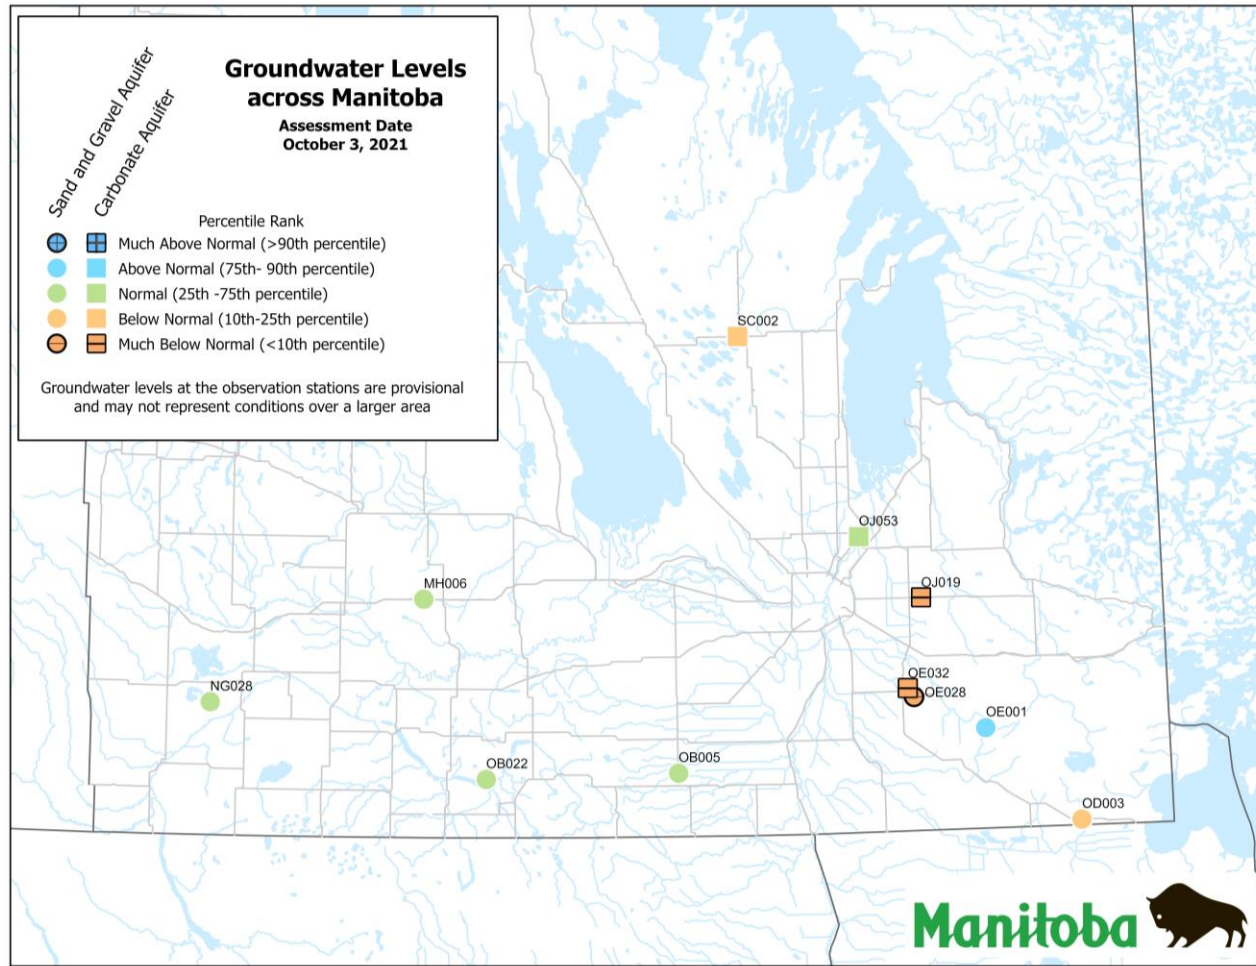 Groundwater Levels
across Manitoba
Assessment Date
October 3, 2021
Sand and Gravel Aquifer
Carbonate Aquifer
Percentile Rank
Much Above Normal (>90th percentile)
Above Normal (75th- 90th percentile)
Normal (25th -75th percentile)
Below Normal (10th-25th percentile)
Much Below Normal (<10th percentile)
Groundwater levels at the observation stations are provisional
and may not represent conditions over a larger area
SC002
OJ053
MH006
OJ019
OE032
NG028
OE028
OE001
OB022
OB005
OD003
Manitoba